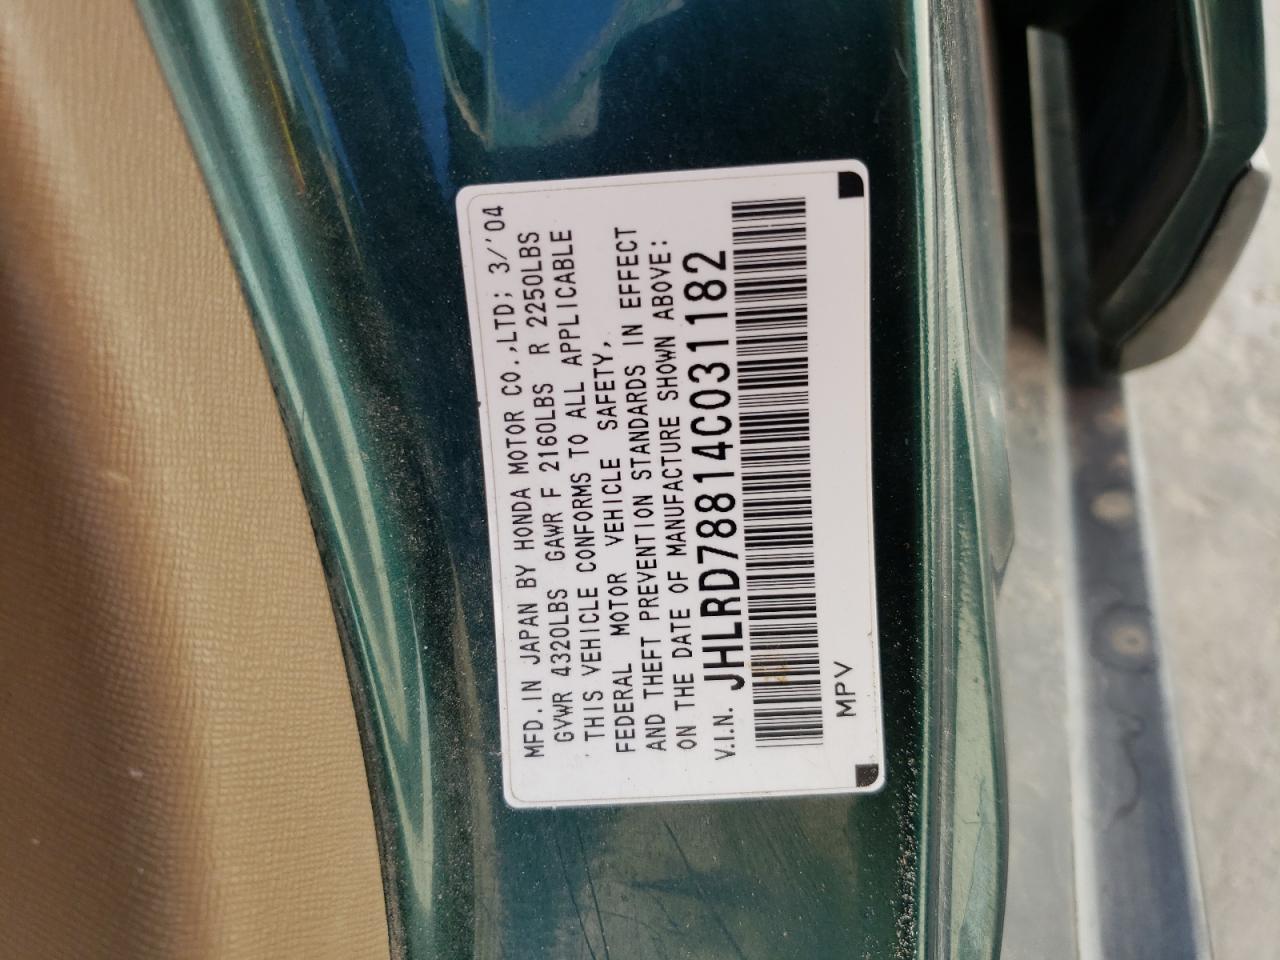 MFD. IN JAPAN BY HONDA MOTOR CO.,LTD; 3/'04
GVWR 4320LBS GAWR F 2160LBS R 2250LBS
THIS VEHICLE CONFORMS TO ALL APPLICABLE
FEDERAL MOTOR VEHICLE SAFETY,
AND THEFT PREVENTION STANDARDS IN EFFECT
ON THE DATE OF MANUFACTURE SHOWN ABOVE:
V.I.N. JHLRD78814C031182
MPV